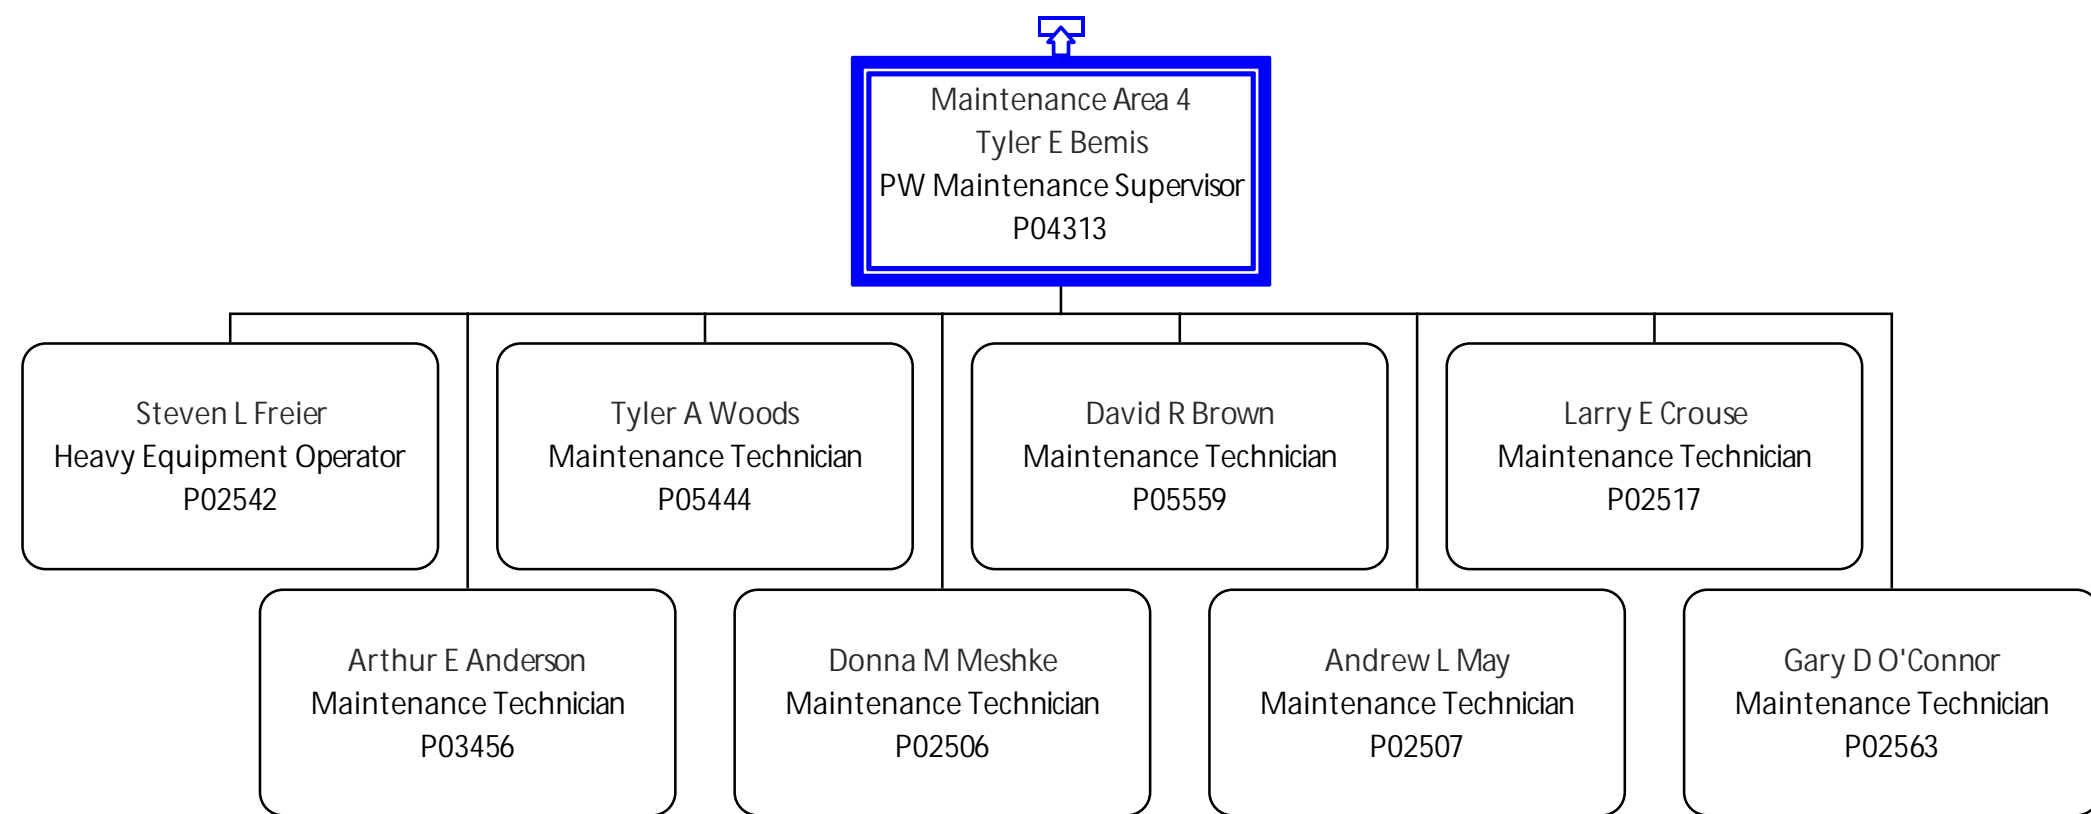 Maintenance Area 4
Tyler E Bemis
PW Maintenance Supervisor
P04313
Steven L Freier
Heavy Equipment Operator
P02542
Tyler A Woods
Maintenance Technician
P05444
David R Brown
Maintenance Technician
P05559
Larry E Crouse
Maintenance Technician
P02517
Arthur E Anderson
Maintenance Technician
P03456
Donna M Meshke
Maintenance Technician
P02506
Andrew L May
Maintenance Technician
P02507
Gary D O'Connor
Maintenance Technician
P02563